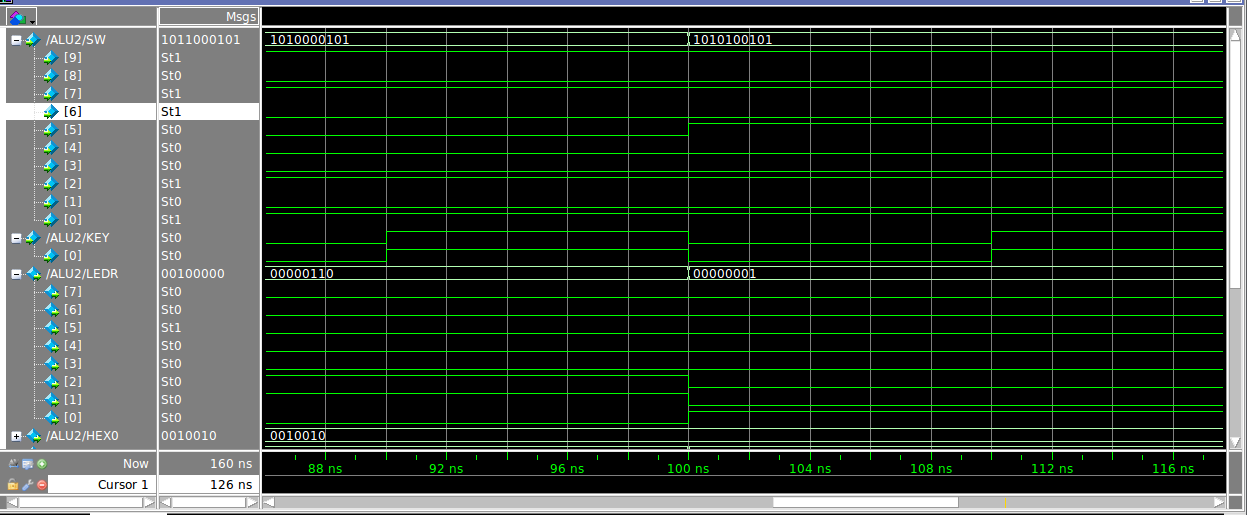 Msgs
/ALU2/SW 1011000101 1010000101 1010100101
[9] St1
[8] St0
[7] St1
[6] St1
[5] St0
[4] St0
[3] St0
[2] St1
[1] St0
[0] St1
/ALU2/KEY St0
[0] St0
/ALU2/LEDR 00100000 00000110 00000001
[7] St0
[6] St0
[5] St1
[4] St0
[3] St0
[2] St0
[1] St0
[0] St0
/ALU2/HEX0 0010010 0010010
Now 160 ns 88 ns 92 ns 96 ns 100 ns 104 ns 108 ns 112 ns 116 ns
Cursor 1 126 ns